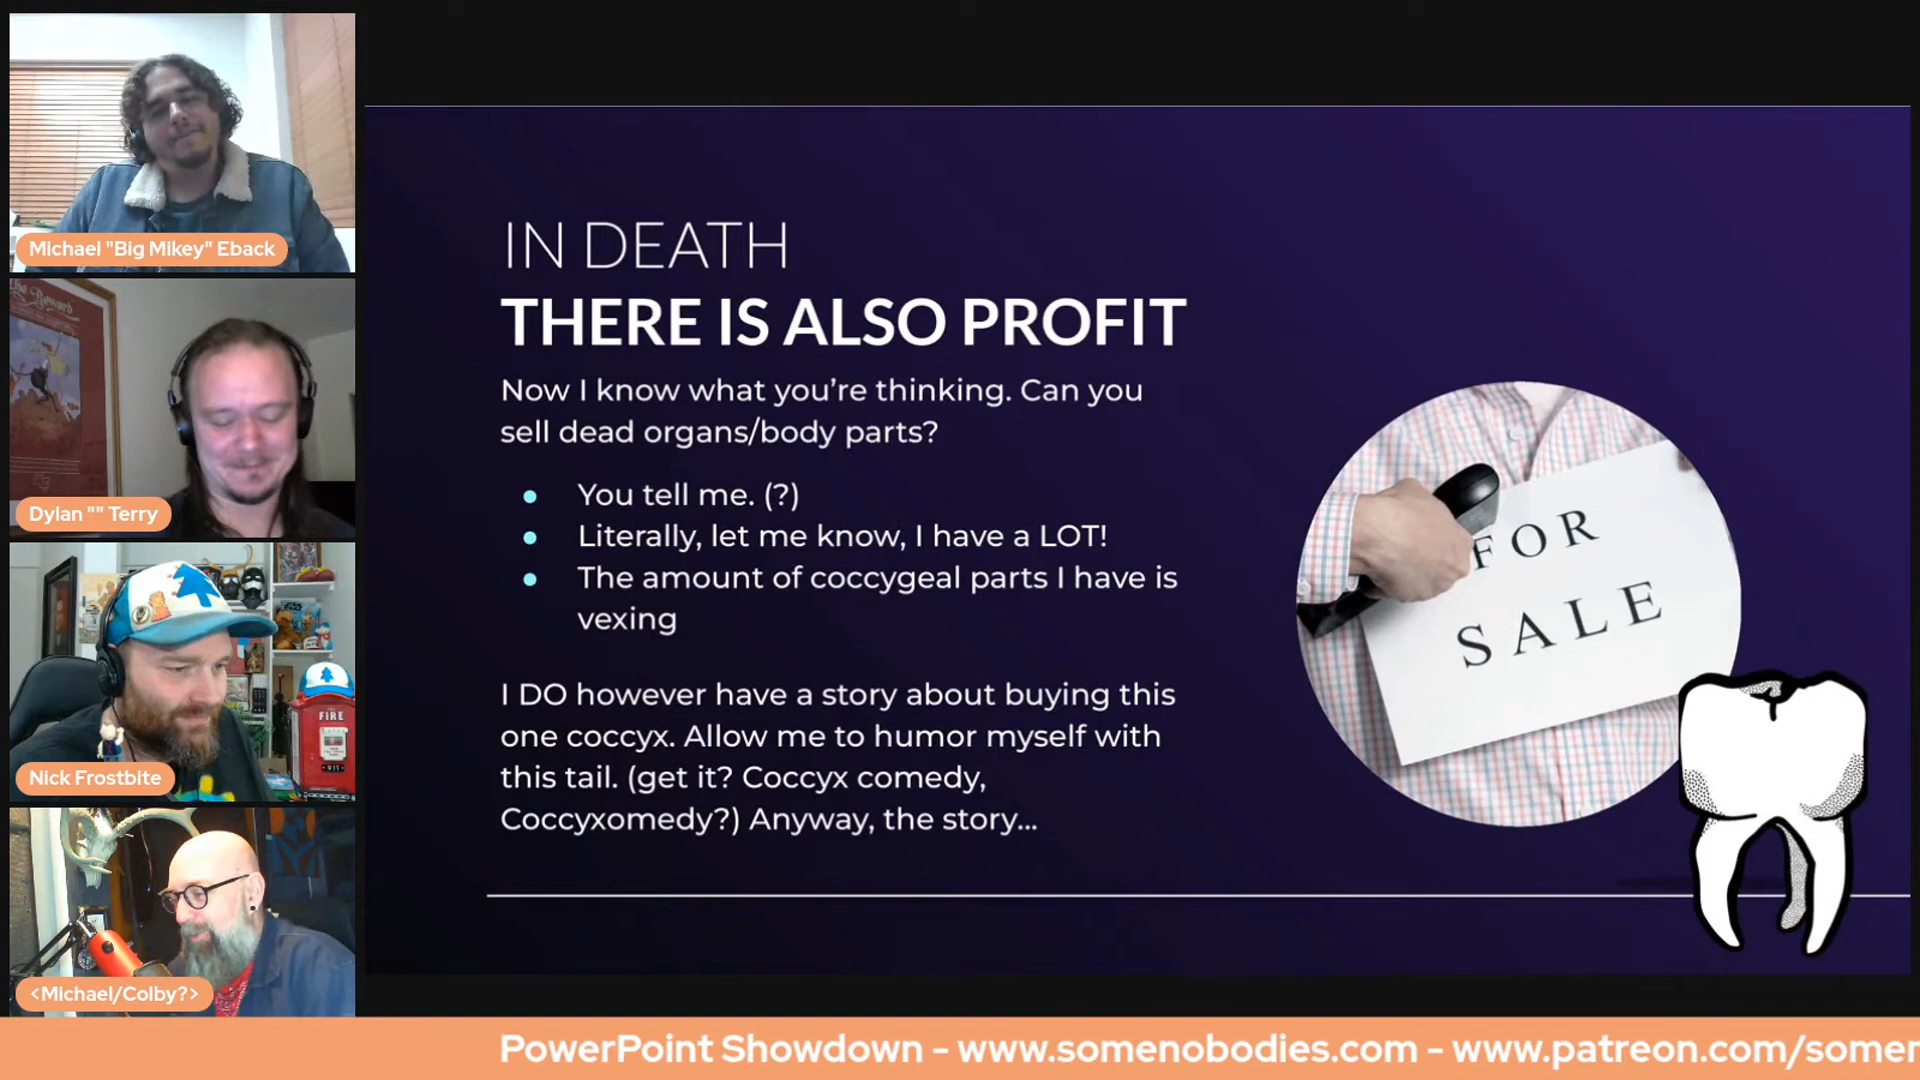 Michael "Big Mikey" Eback
the Reward
Dylan "" Terry
FIRE
911
Nick Frostbite
<Michael/Colby?>
IN DEATH
THERE IS ALSO PROFIT
Now I know what you're thinking. Can you
sell dead organs/body parts?
● You tell me. (?)
● Literally, let me know, I have a LOT!
● The amount of coccygeal parts I have is
vexing
I DO however have a story about buying this
one coccyx. Allow me to humor myself with
this tail. (get it? Coccyx comedy,
Coccyxomedy?) Anyway, the story...
FOR
SALE
PowerPoint Showdown - www.somenobodies.com - www.patreon.com/somen